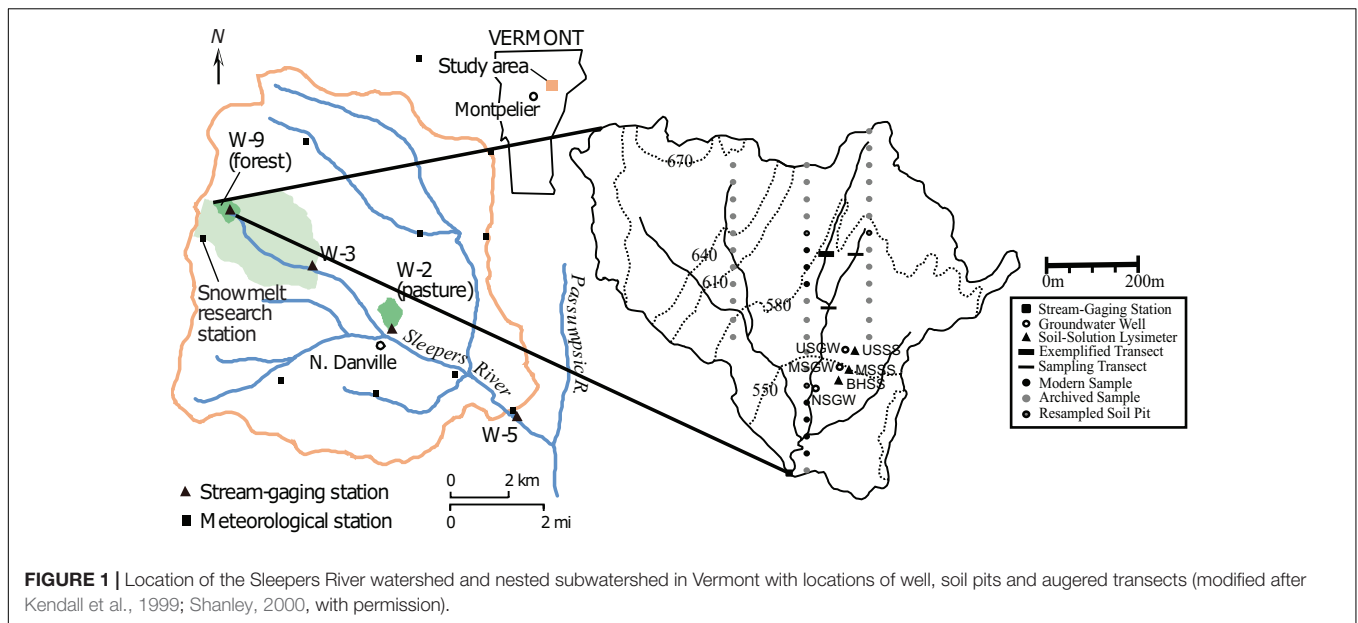 N
VERMONT
Study area
Montpelier
W-9
(forest)
W-3
W-2
(pasture)
Snowmelt
research
station
N. Danville
Sleepers River
Passumpsic R.
W-5
0 2 km
0 2 mi
▲ Stream-gaging station
■ Meteorological station
670
640
610
580
550
USGW
USSS
MSGW
MSSS
BHSS
NSGW
0m 200m
Stream-Gaging Station
Groundwater Well
Soil-Solution Lysimeter
Exemplified Transect
Sampling Transect
Modern Sample
Archived Sample
Resampled Soil Pit
FIGURE 1 | Location of the Sleepers River watershed and nested subwatershed in Vermont with locations of well, soil pits and augered transects (modified after
Kendall et al., 1999; Shanley, 2000, with permission).